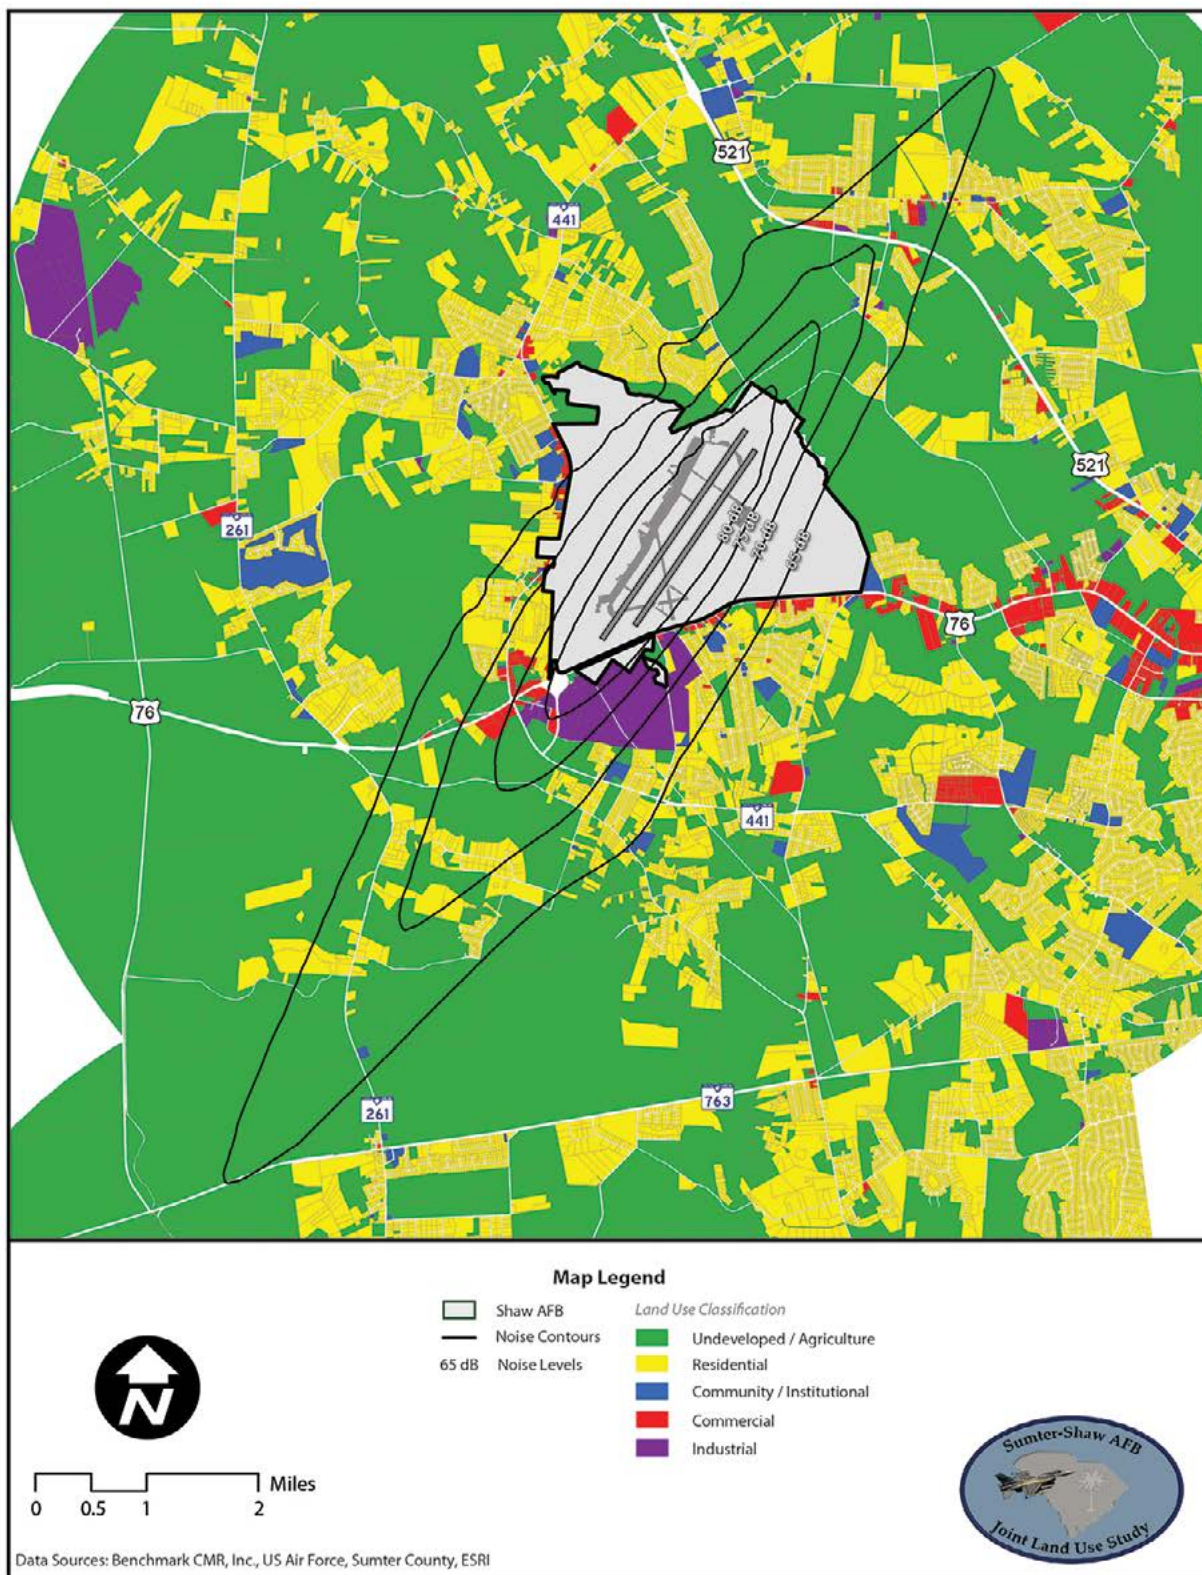 521
441
521
261
80 dB
75 dB
70 dB
65 dB
76
76
441
763
261
Map Legend
Shaw AFB
Noise Contours
65 dB Noise Levels
Land Use Classification
Undeveloped / Agriculture
Residential
Community / Institutional
Commercial
Industrial
N
0 0.5 1 2 Miles
Sumter-Shaw AFB
Joint Land Use Study
Data Sources: Benchmark CMR, Inc., US Air Force, Sumter County, ESRI